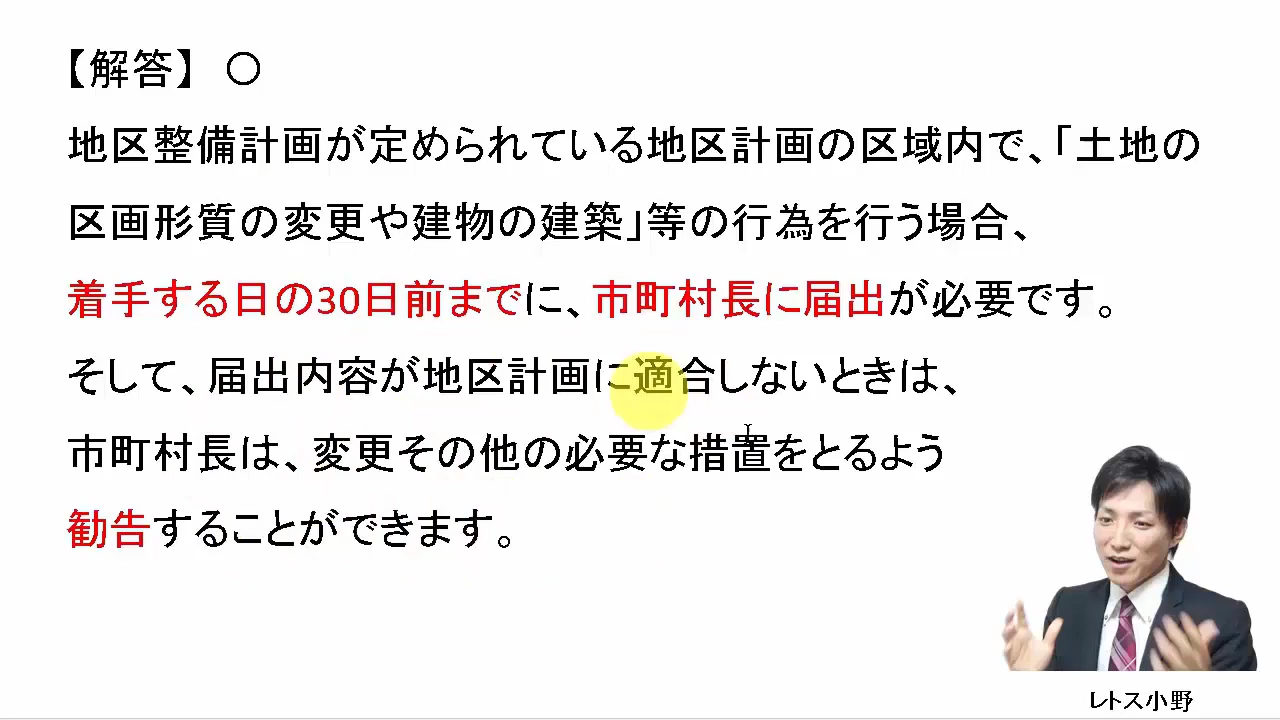 【解答】 ○
地区整備計画が定められている地区計画の区域内で、「土地の
区画形質の変更や建物の建築」等の行為を行う場合、
着手する日の30日前までに、市町村長に届出が必要です。
そして、届出内容が地区計画に適合しないときは、
市町村長は、変更その他の必要な措置をとるよう
勧告することができます。
レトス小野